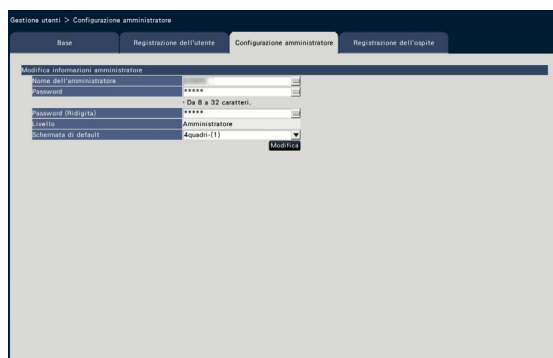 Gestione utenti > Configurazione amministratore
Base Registrazione dell'utente Configurazione amministratore Registrazione dell'ospite
Modifica informazioni amministratore
Nome dell'amministratore
Password *****
· Da 8 a 32 caratteri.
Password (Ridigita) *****
Livello Amministratore
Schermata di default 4quadri-(1)
Modifica